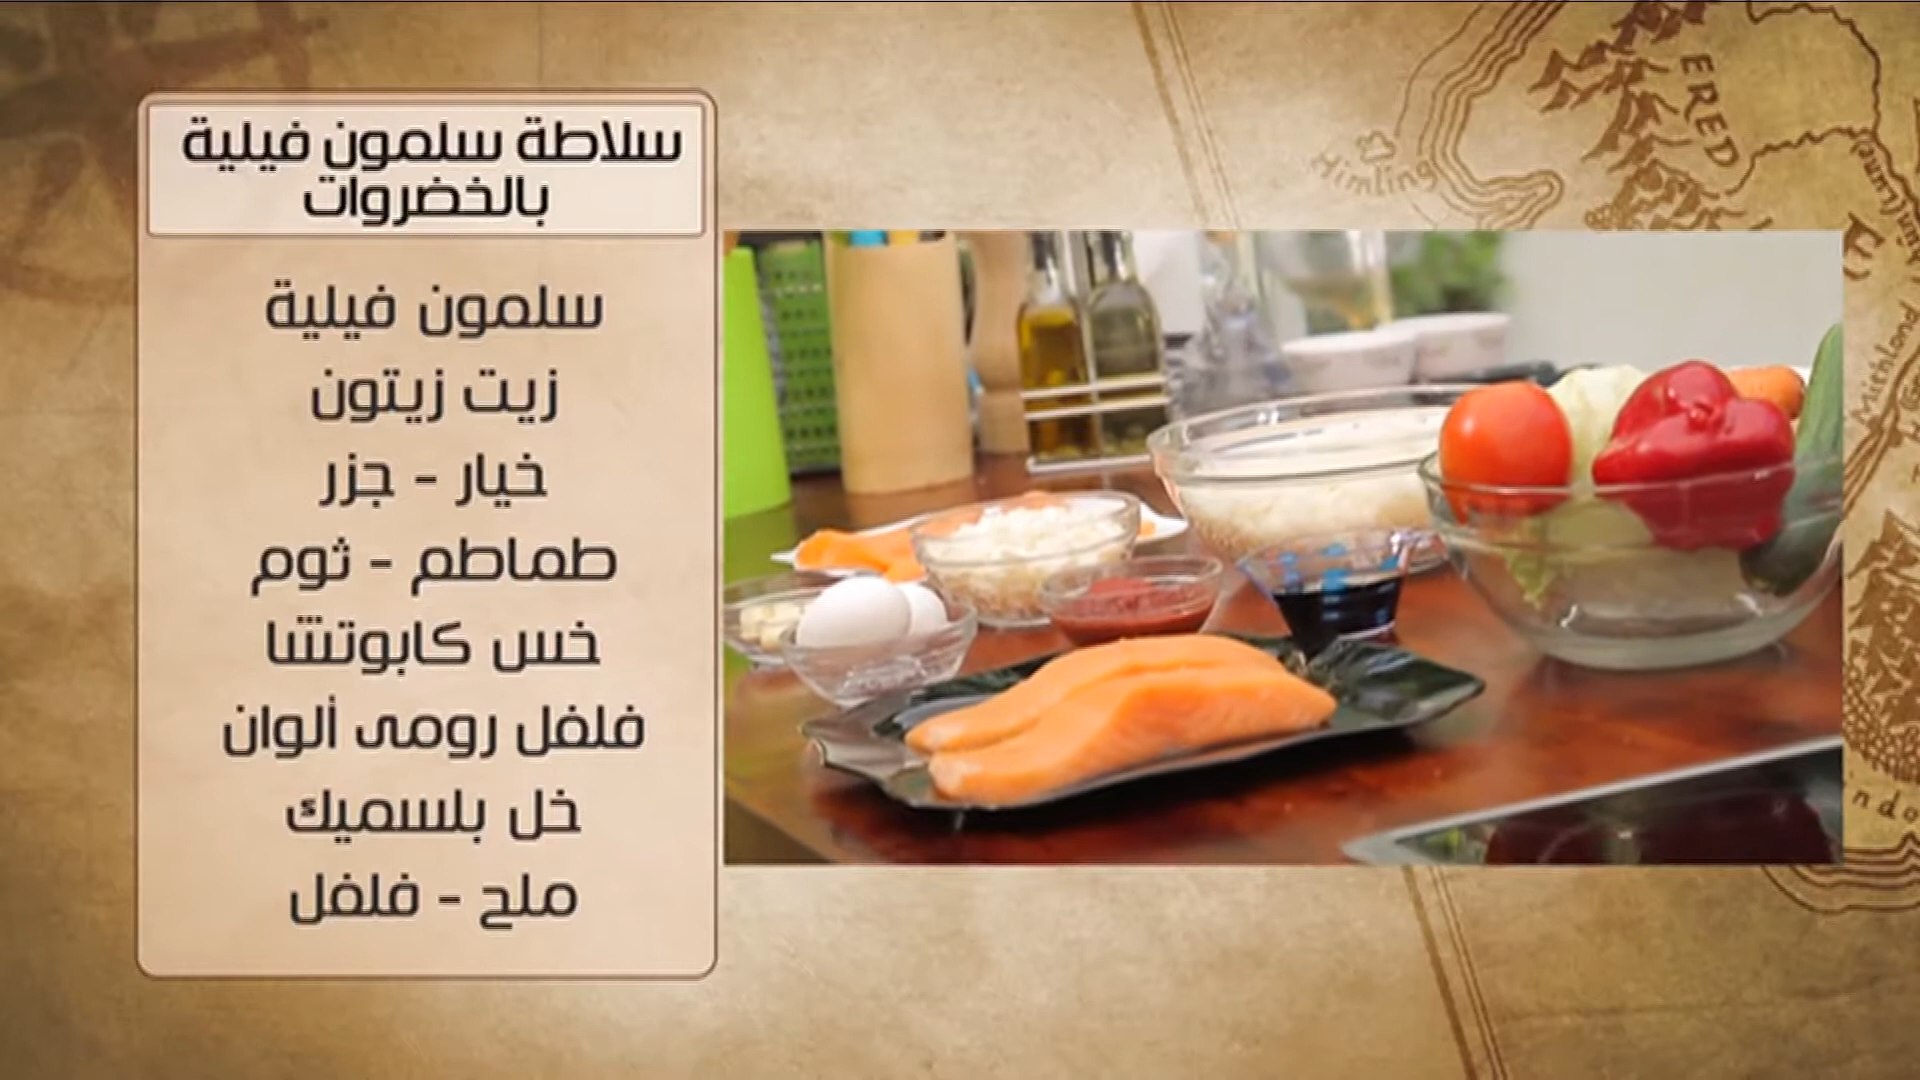 سلاطة سلمون فيلية
بالخضروات
سلمون فيلية
زيت زيتون
خيار - جزر
طماطم - ثوم
خس كابوتشا
فلفل رومى ألوان
خل بلسميك
ملح - فلفل
ERED
Himling
Mithlond